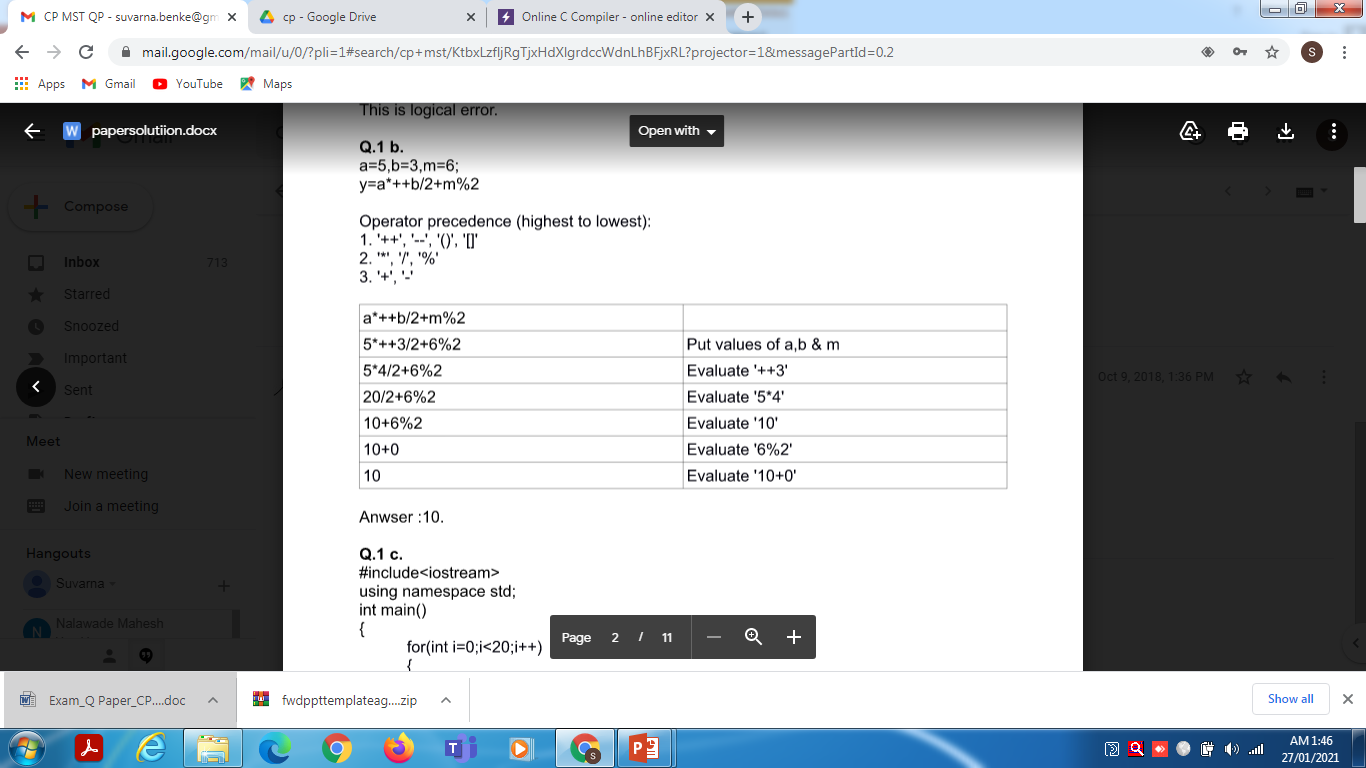 CP MST QP - suvarna.benke@gm
cp - Google Drive
Online C Compiler - online editor
mail.google.com/mail/u/0/?pli=1#search/cp+mst/KtbxLzfljRgTjxHdXlgrdccWdnLhBFjxRL?projector=1&messagePartId=0.2
S
Apps
Gmail
YouTube
Maps
This is logical error.
W papersolutiion.docx
Open with
Compose
Inbox 713
Starred
Snoozed
Important
Sent
Oct 9, 2018, 1:36 PM
Meet
New meeting
Join a meeting
Hangouts
Suvarna
N Nalawade Mahesh
Q.1 b.
a=5,b=3,m=6;
y=a*++b/2+m%2
Operator precedence (highest to lowest):
1. '++', '--', '()', '[]'
2. '*', '/', '%'
3. '+', '-'
a*++b/2+m%2
5*++3/2+6%2 Put values of a,b & m
5*4/2+6%2 Evaluate '++3'
20/2+6%2 Evaluate '5*4'
10+6%2 Evaluate '10'
10+0 Evaluate '6%2'
10 Evaluate '10+0'
Anwser :10.
Q.1 c.
#include<iostream>
using namespace std;
int main()
{
for(int i=0;i<20;i++)
{
Page 2 / 11
Exam_Q Paper_CP....doc
fwdppttemplateag....zip
Show all
AM 1:46
27/01/2021